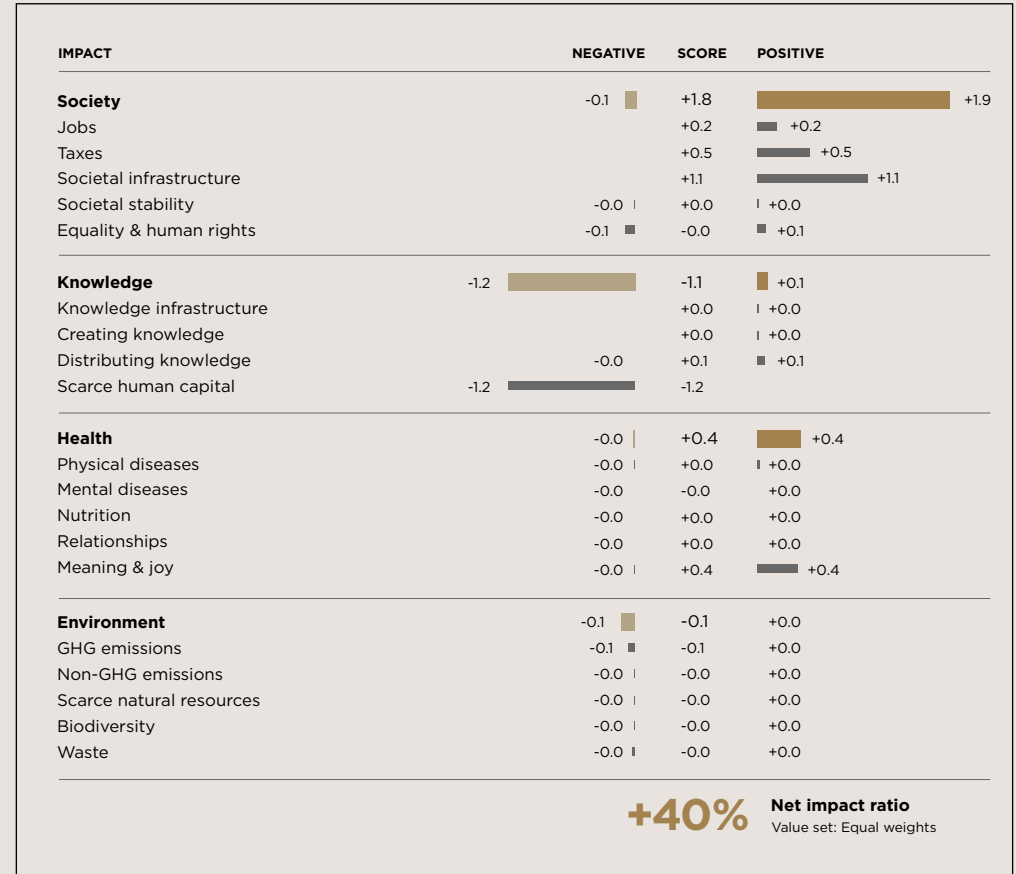 IMPACT NEGATIVE SCORE POSITIVE
Society -0.1 +1.8 +1.9
Jobs +0.2 +0.2
Taxes +0.5 +0.5
Societal infrastructure +1.1 +1.1
Societal stability -0.0 +0.0 +0.0
Equality & human rights -0.1 -0.0 +0.1
Knowledge -1.2 -1.1 +0.1
Knowledge infrastructure +0.0 +0.0
Creating knowledge +0.0 +0.0
Distributing knowledge -0.0 +0.1 +0.1
Scarce human capital -1.2 -1.2
Health -0.0 +0.4 +0.4
Physical diseases -0.0 +0.0 +0.0
Mental diseases -0.0 -0.0 +0.0
Nutrition -0.0 +0.0 +0.0
Relationships -0.0 +0.0 +0.0
Meaning & joy -0.0 +0.4 +0.4
Environment -0.1 -0.1 +0.0
GHG emissions -0.1 -0.1 +0.0
Non-GHG emissions -0.0 -0.0 +0.0
Scarce natural resources -0.0 -0.0 +0.0
Biodiversity -0.0 -0.0 +0.0
Waste -0.0 -0.0 +0.0
+40% Net impact ratio
Value set: Equal weights